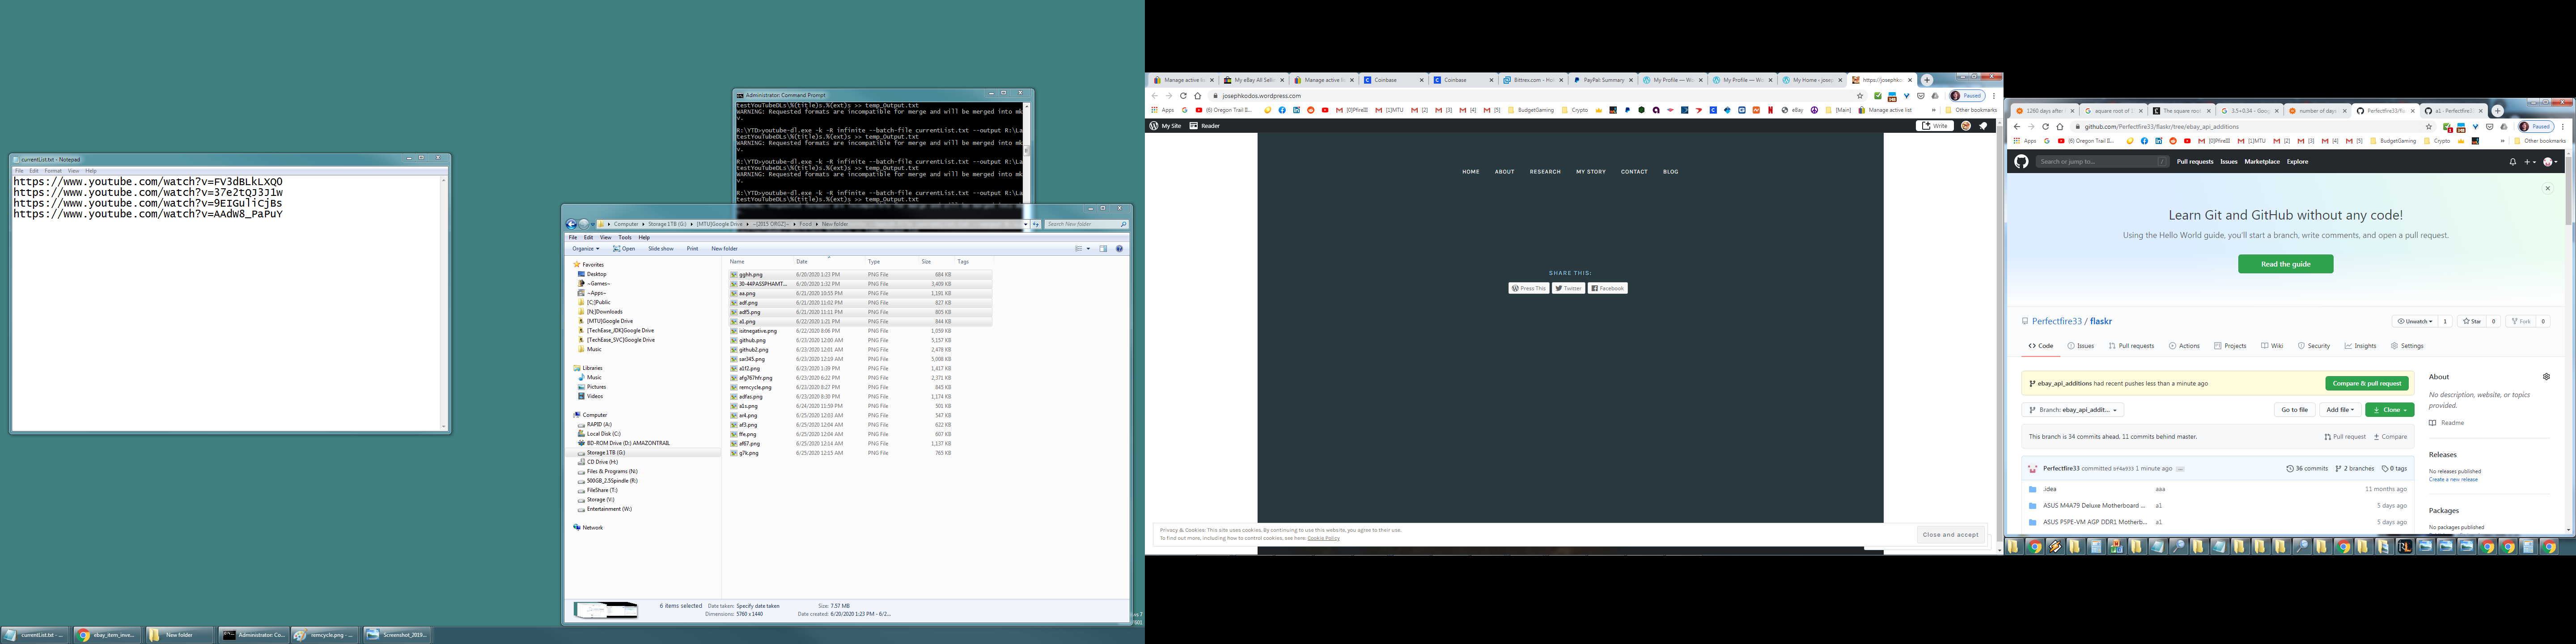 currentList.txt - Notepad
File Edit Format View Help
https://www.youtube.com/watch?v=FV3dBLkLXQ0
https://www.youtube.com/watch?v=37e2tQJ3J1w
https://www.youtube.com/watch?v=9EIGuliCjBs
https://www.youtube.com/watch?v=AAdw8_PaPuY
Administrator: Command Prompt
testYouTubeDLs\%(title)s.%(ext)s >> temp_Output.txt
WARNING: Requested formats are incompatible for merge and will be merged into mk
v.
R:\YTD>youtube-dl.exe -k -R infinite --batch-file currentList.txt --output R:\La
testYouTubeDLs\%(title)s.%(ext)s >> temp_Output.txt
WARNING: Requested formats are incompatible for merge and will be merged into mk
v.
R:\YTD>youtube-dl.exe -k -R infinite --batch-file currentList.txt --output R:\La
testYouTubeDLs\%(title)s.%(ext)s >> temp_Output.txt
WARNING: Requested formats are incompatible for merge and will be merged into mk
v.
R:\YTD>youtube-dl.exe -k -R infinite --batch-file currentList.txt --output R:\La
testYouTubeDLs\%(title)s.%(ext)s >> temp_Output.txt
Computer Storage 1TB (G:) [MTU]Google Drive ~[2015 ORGZ]~ Food New folder
Search New folder
File Edit View Tools Help
Organize Open Slide show Print New folder
Favorites
Desktop
~Games~
~Apps~
[C:]Public
[N:]Downloads
[MTU]Google Drive
[TechEase_JDK]Google Drive
[TechEase_SVC]Google Drive
Music
Libraries
Music
Pictures
Videos
Computer
RAPID (A:)
Local Disk (C:)
BD-ROM Drive (D:) AMAZONTRAIL
Storage 1TB (G:)
CD Drive (H:)
Files & Programs (N:)
500GB_2.5Spindle (R:)
FileShare (T:)
Storage (V:)
Entertainment (W:)
Network
Name Date Type Size Tags
gghh.png 6/20/2020 1:23 PM PNG File 684 KB
30-44PASSPHAMT... 6/20/2020 1:32 PM PNG File 3,409 KB
aa.png 6/21/2020 10:55 PM PNG File 1,191 KB
adf.png 6/21/2020 11:02 PM PNG File 827 KB
adf5.png 6/21/2020 11:11 PM PNG File 805 KB
a1.png 6/22/2020 1:21 PM PNG File 844 KB
isitnegative.png 6/22/2020 8:06 PM PNG File 1,059 KB
github.png 6/23/2020 12:00 AM PNG File 5,157 KB
github2.png 6/23/2020 12:01 AM PNG File 2,478 KB
sar345.png 6/23/2020 12:19 AM PNG File 5,008 KB
a1f2.png 6/23/2020 1:39 PM PNG File 1,417 KB
afg767hfr.png 6/23/2020 6:22 PM PNG File 2,371 KB
remcycle.png 6/23/2020 8:27 PM PNG File 845 KB
adfas.png 6/23/2020 8:30 PM PNG File 1,174 KB
a1s.png 6/24/2020 11:59 PM PNG File 501 KB
ar4.png 6/25/2020 12:03 AM PNG File 547 KB
af3.png 6/25/2020 12:04 AM PNG File 622 KB
ffe.png 6/25/2020 12:04 AM PNG File 607 KB
af67.png 6/25/2020 12:14 AM PNG File 1,137 KB
g7k.png 6/25/2020 12:15 AM PNG File 765 KB
6 items selected Date taken: Specify date taken Size: 7.57 MB
Dimensions: 5760 x 1440 Date created: 6/20/2020 1:23 PM - 6/2...
currentList.txt - ... ebay_item_inve... New folder Administrator: Co... remcycle.png - ... Screenshot_2019...
Manage active li My eBay All Selli Manage active li Coinbase Coinbase Bittrex.com - Ho PayPal: Summary My Profile — Wo My Profile — Wo My Home ‹ josep https://josephko
josephkodos.wordpress.com
Paused
Apps (6) Oregon Trail II... [0]Pfire [1]MTU [2] [3] [4] [5] BudgetGaming Crypto eBay [Main] Manage active list Other bookmarks
My Site Reader Write
HOME ABOUT RESEARCH MY STORY CONTACT BLOG
SHARE THIS:
Press This Twitter Facebook
Privacy & Cookies: This site uses cookies. By continuing to use this website, you agree to their use.
To find out more, including how to control cookies, see here: Cookie Policy
Close and accept
1260 days after square root of The square root 3.5+0.34 - Goog number of days Perfectfire33/fla a1 · Perfectfire3
github.com/Perfectfire33/flaskr/tree/ebay_api_additions
Paused
Apps (6) Oregon Trail II... [0]Pfire [1]MTU [2] [3] [4] [5] BudgetGaming Crypto Other bookmarks
Search or jump to... / Pull requests Issues Marketplace Explore
Learn Git and GitHub without any code!
Using the Hello World guide, you'll start a branch, write comments, and open a pull request.
Read the guide
Perfectfire33 / flaskr
Unwatch 1 Star 0 Fork 0
Code Issues Pull requests Actions Projects Wiki Security Insights Settings
ebay_api_additions had recent pushes less than a minute ago
Compare & pull request
Branch: ebay_api_addit... Go to file Add file Clone
This branch is 34 commits ahead, 11 commits behind master. Pull request Compare
Perfectfire33 committed 1 minute ago 36 commits 2 branches 0 tags
.idea aaa 11 months ago
ASUS M4A79 Deluxe Motherboard ... a1 5 days ago
ASUS P5PE-VM AGP DDR1 Motherb... a1 5 days ago
About
No description, website, or topics
provided.
Readme
Releases
No releases published
Create a new release
Packages
No packages published